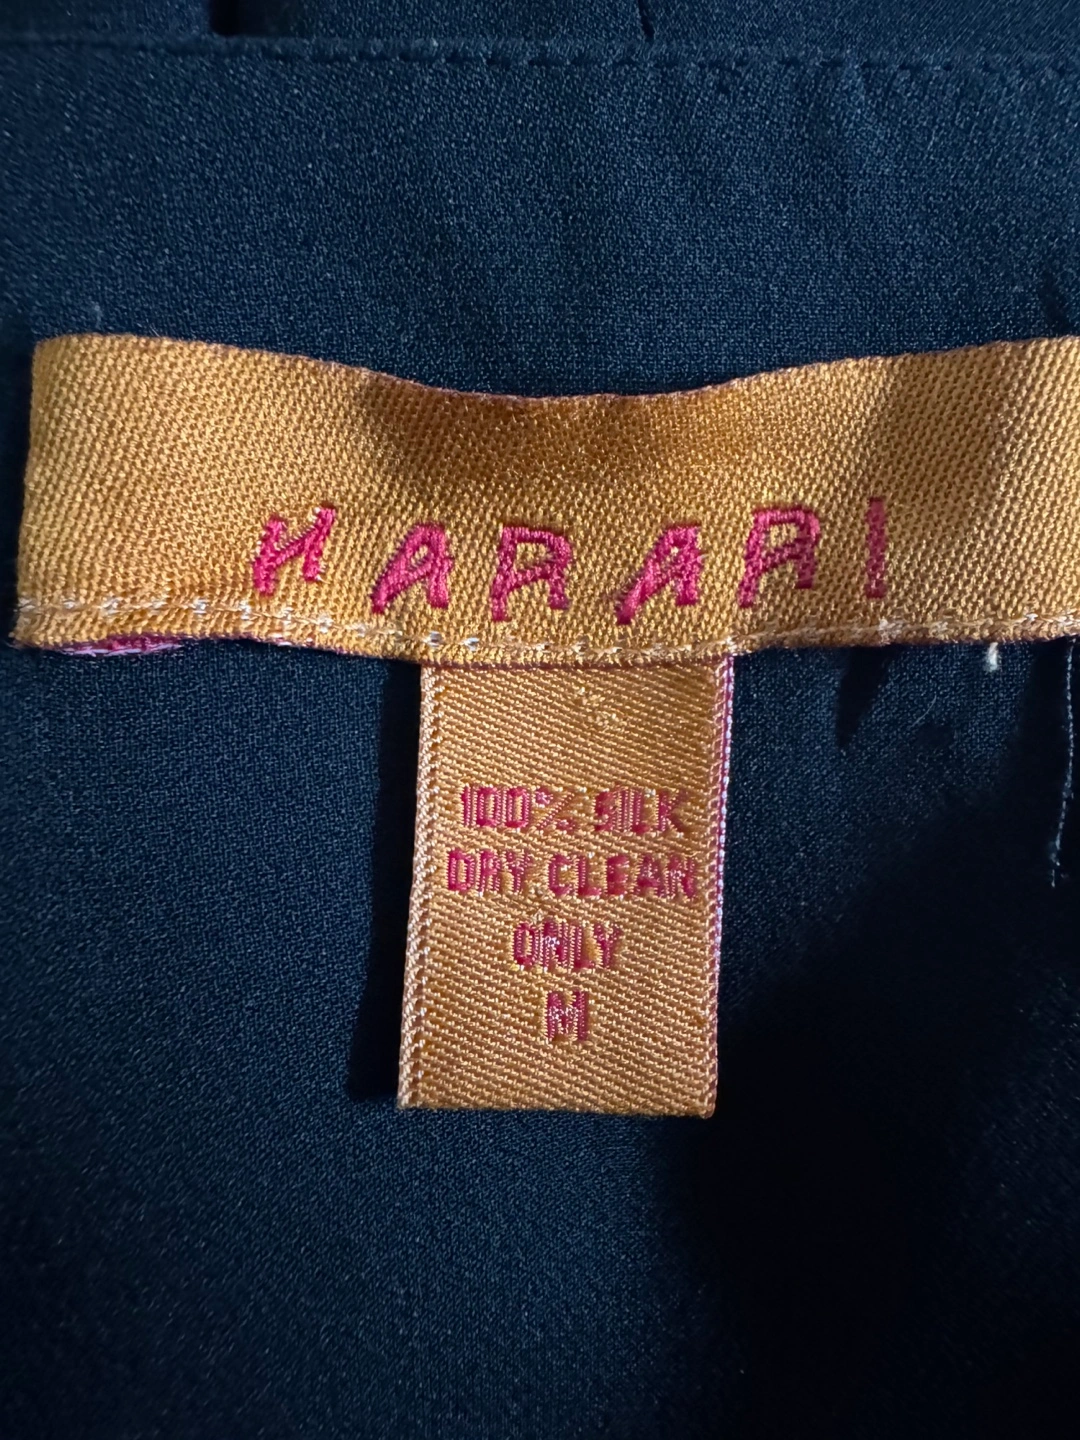 HARARI
100% SILK
DRY CLEAN
ONLY
M